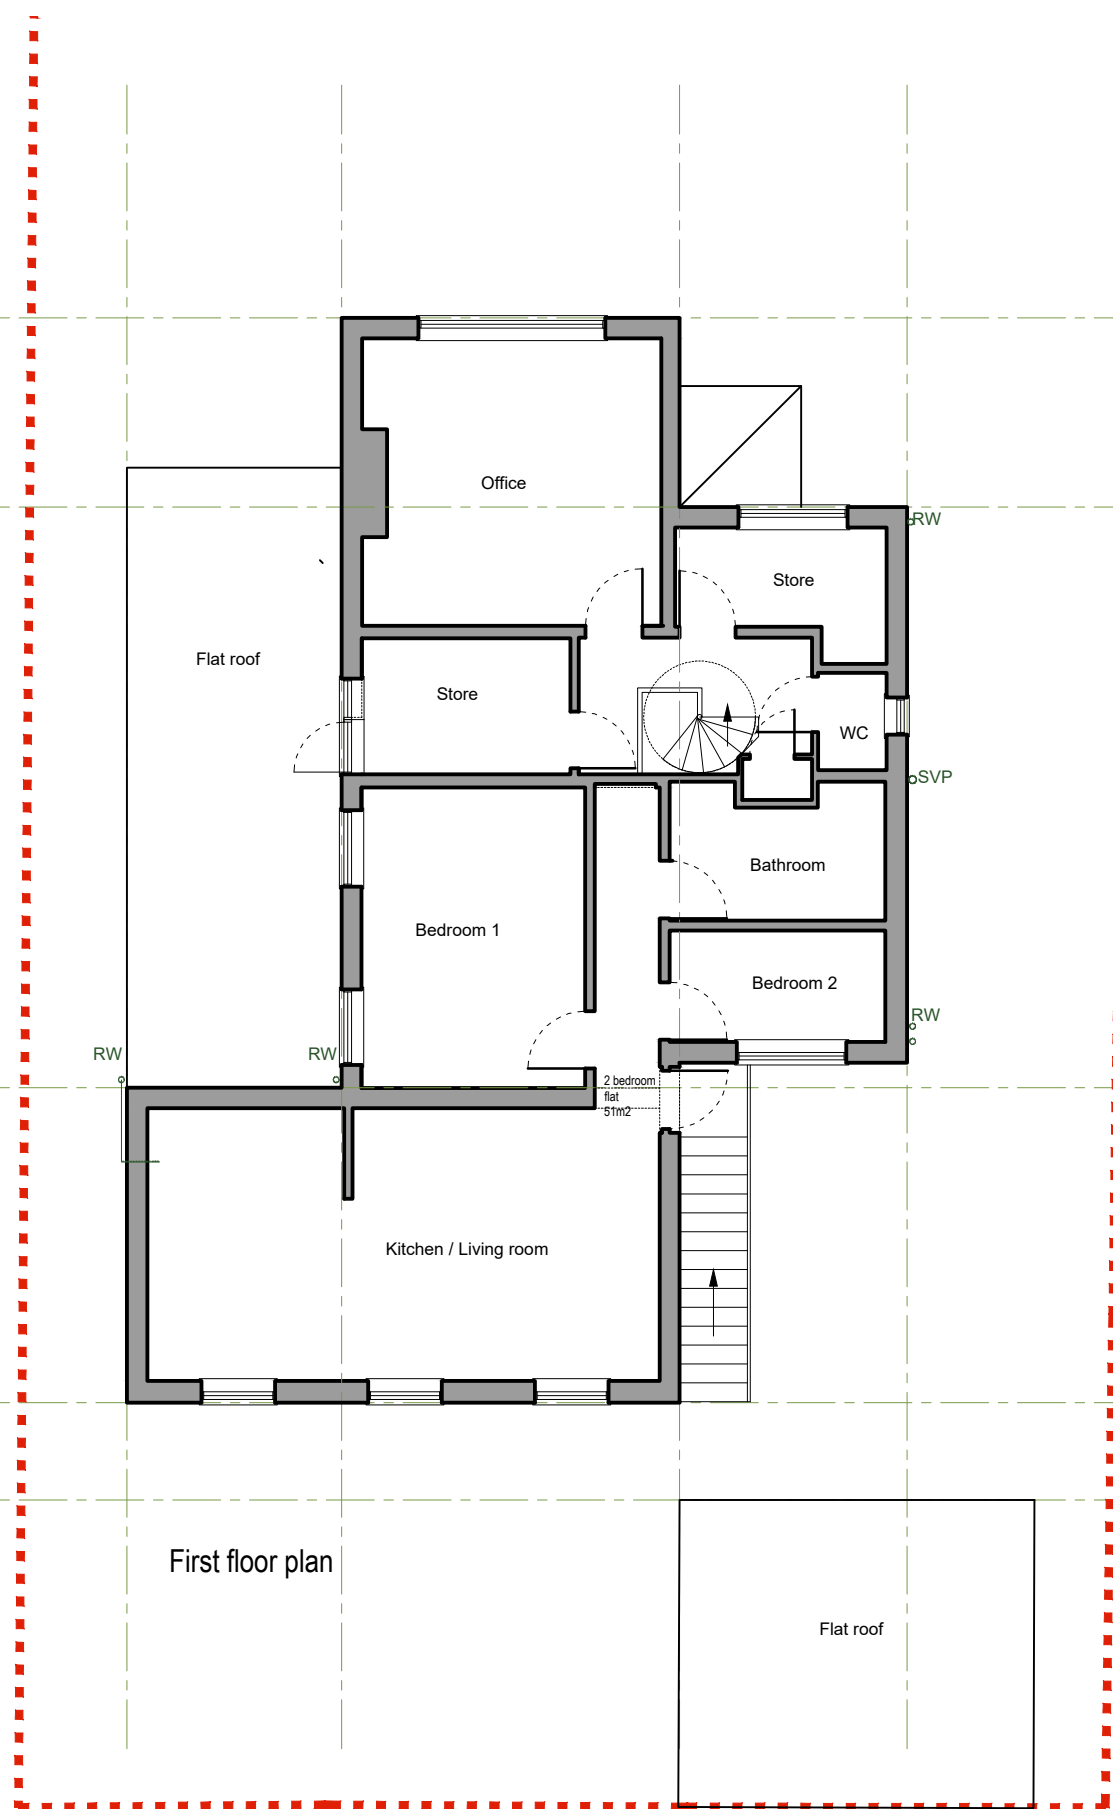 Office
RW
Store
Flat roof
Store
WC
SVP
Bathroom
Bedroom 1
Bedroom 2
RW
RW
RW
2 bedroom
flat
51m2
Kitchen / Living room
First floor plan
Flat roof